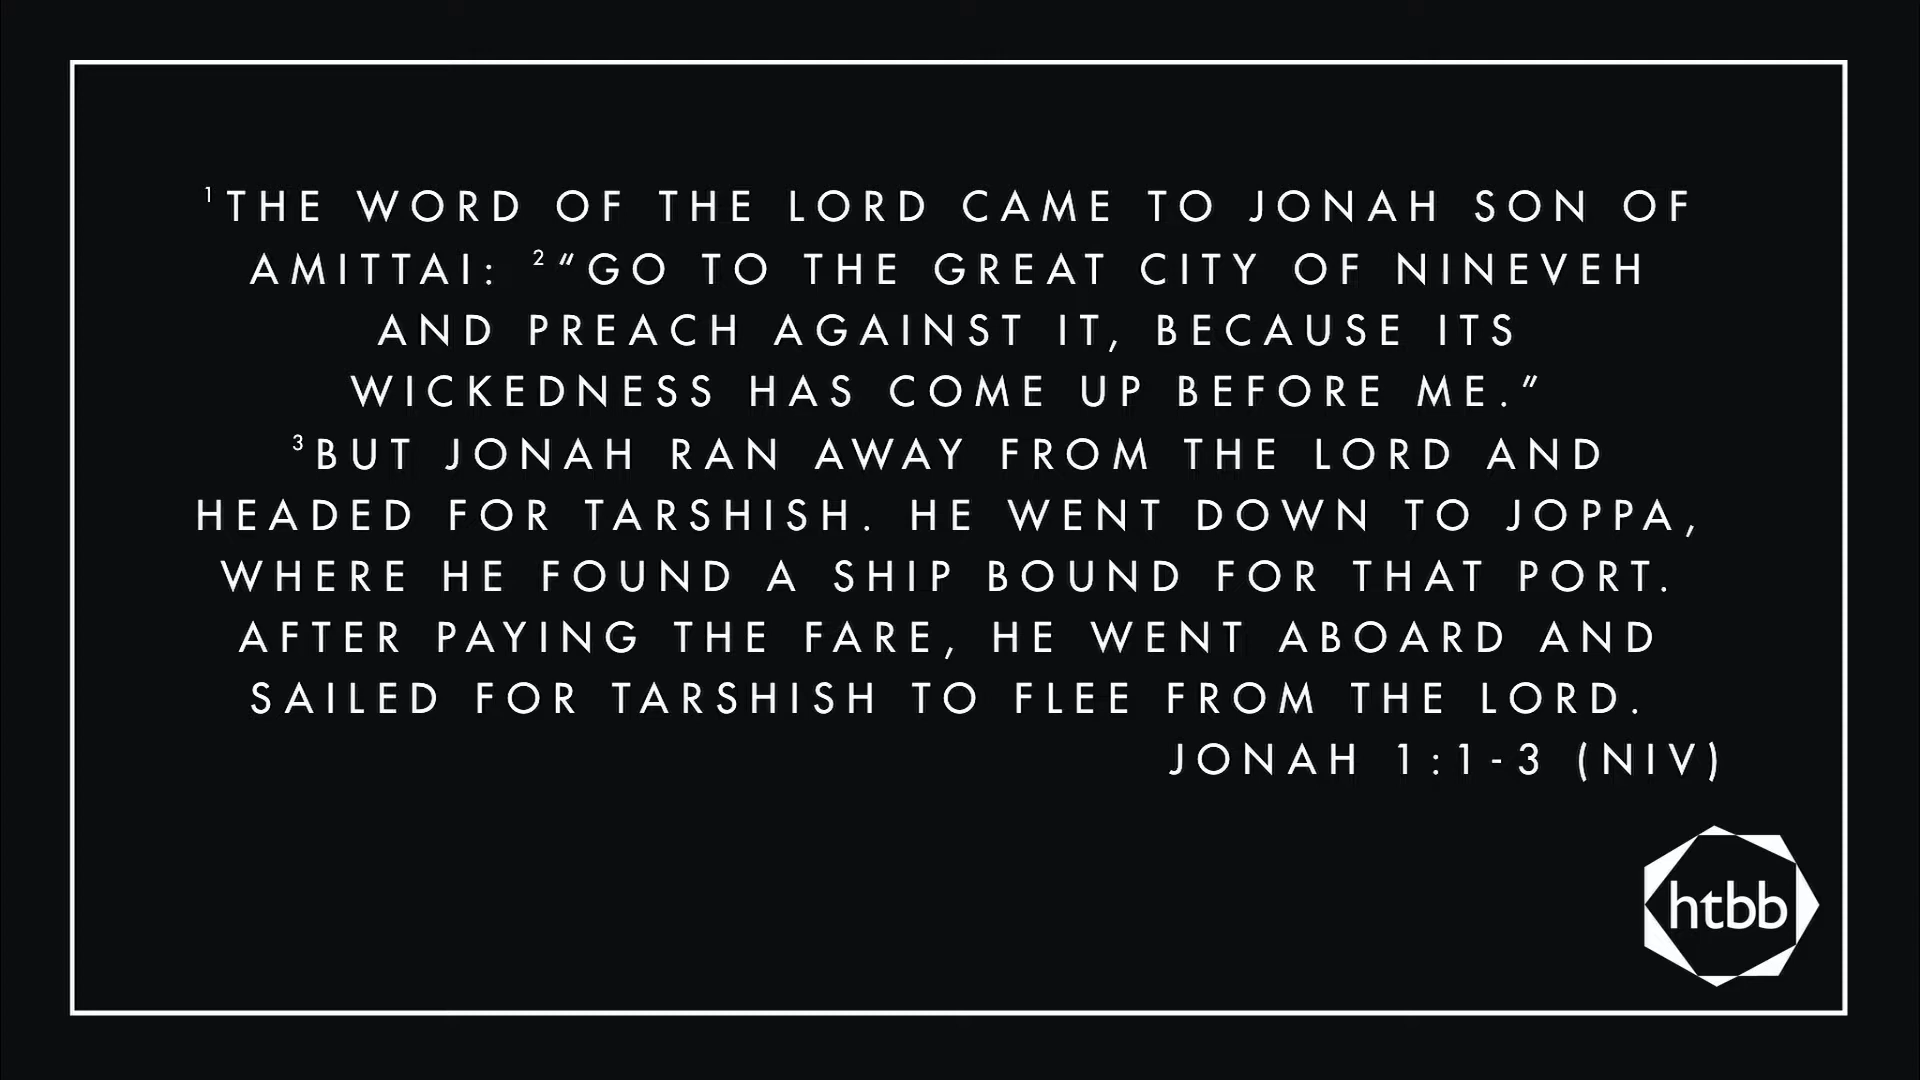 ¹THE WORD OF THE LORD CAME TO JONAH SON OF
AMITTAI: ²“GO TO THE GREAT CITY OF NINEVEH
AND PREACH AGAINST IT, BECAUSE ITS
WICKEDNESS HAS COME UP BEFORE ME.”
³BUT JONAH RAN AWAY FROM THE LORD AND
HEADED FOR TARSHISH. HE WENT DOWN TO JOPPA,
WHERE HE FOUND A SHIP BOUND FOR THAT PORT.
AFTER PAYING THE FARE, HE WENT ABOARD AND
SAILED FOR TARSHISH TO FLEE FROM THE LORD.
JONAH 1:1-3 (NIV)
htbb